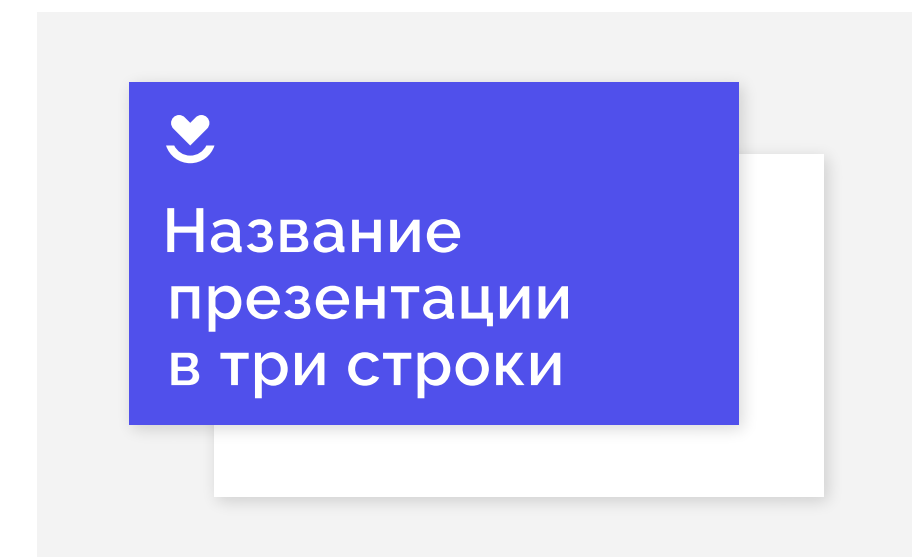 Название
презентации
в три строки